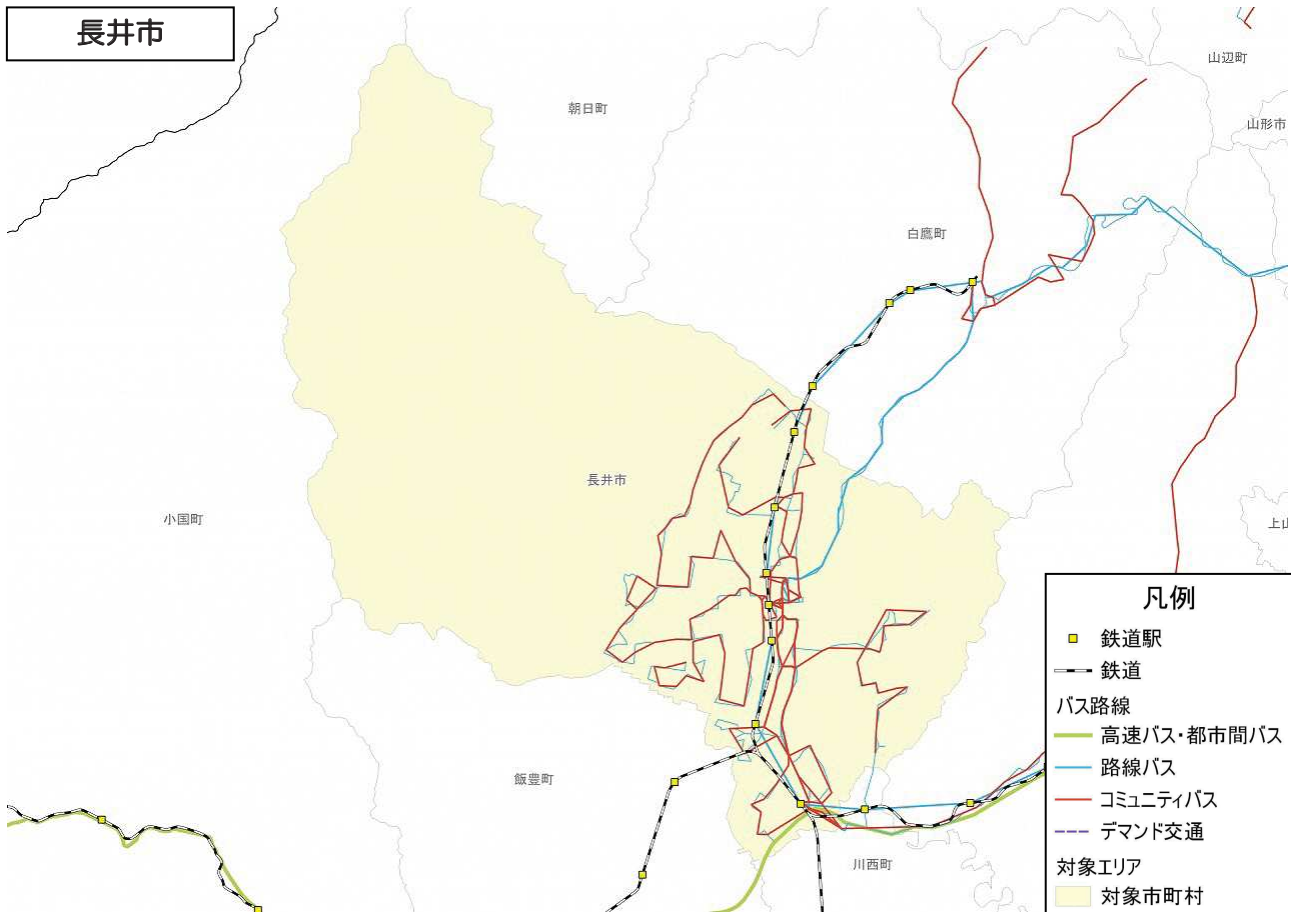 長井市
山辺町
朝日町
山形市
白鷹町
長井市
小国町
上山
飯豊町
川西町
凡例
鉄道駅
鉄道
バス路線
高速バス・都市間バス
路線バス
コミュニティバス
デマンド交通
対象エリア
対象市町村